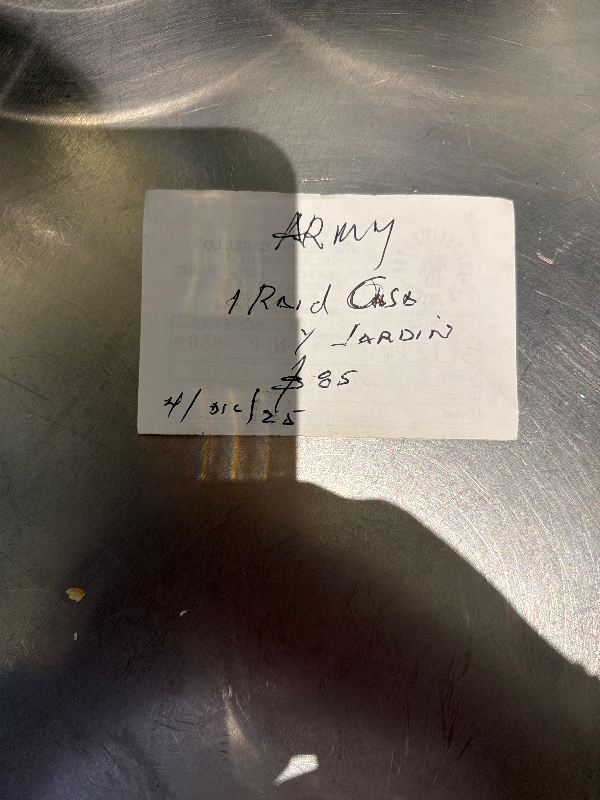 ARMY
1 Raid Casa
y JARDIN
$ 85
4/DIC/25